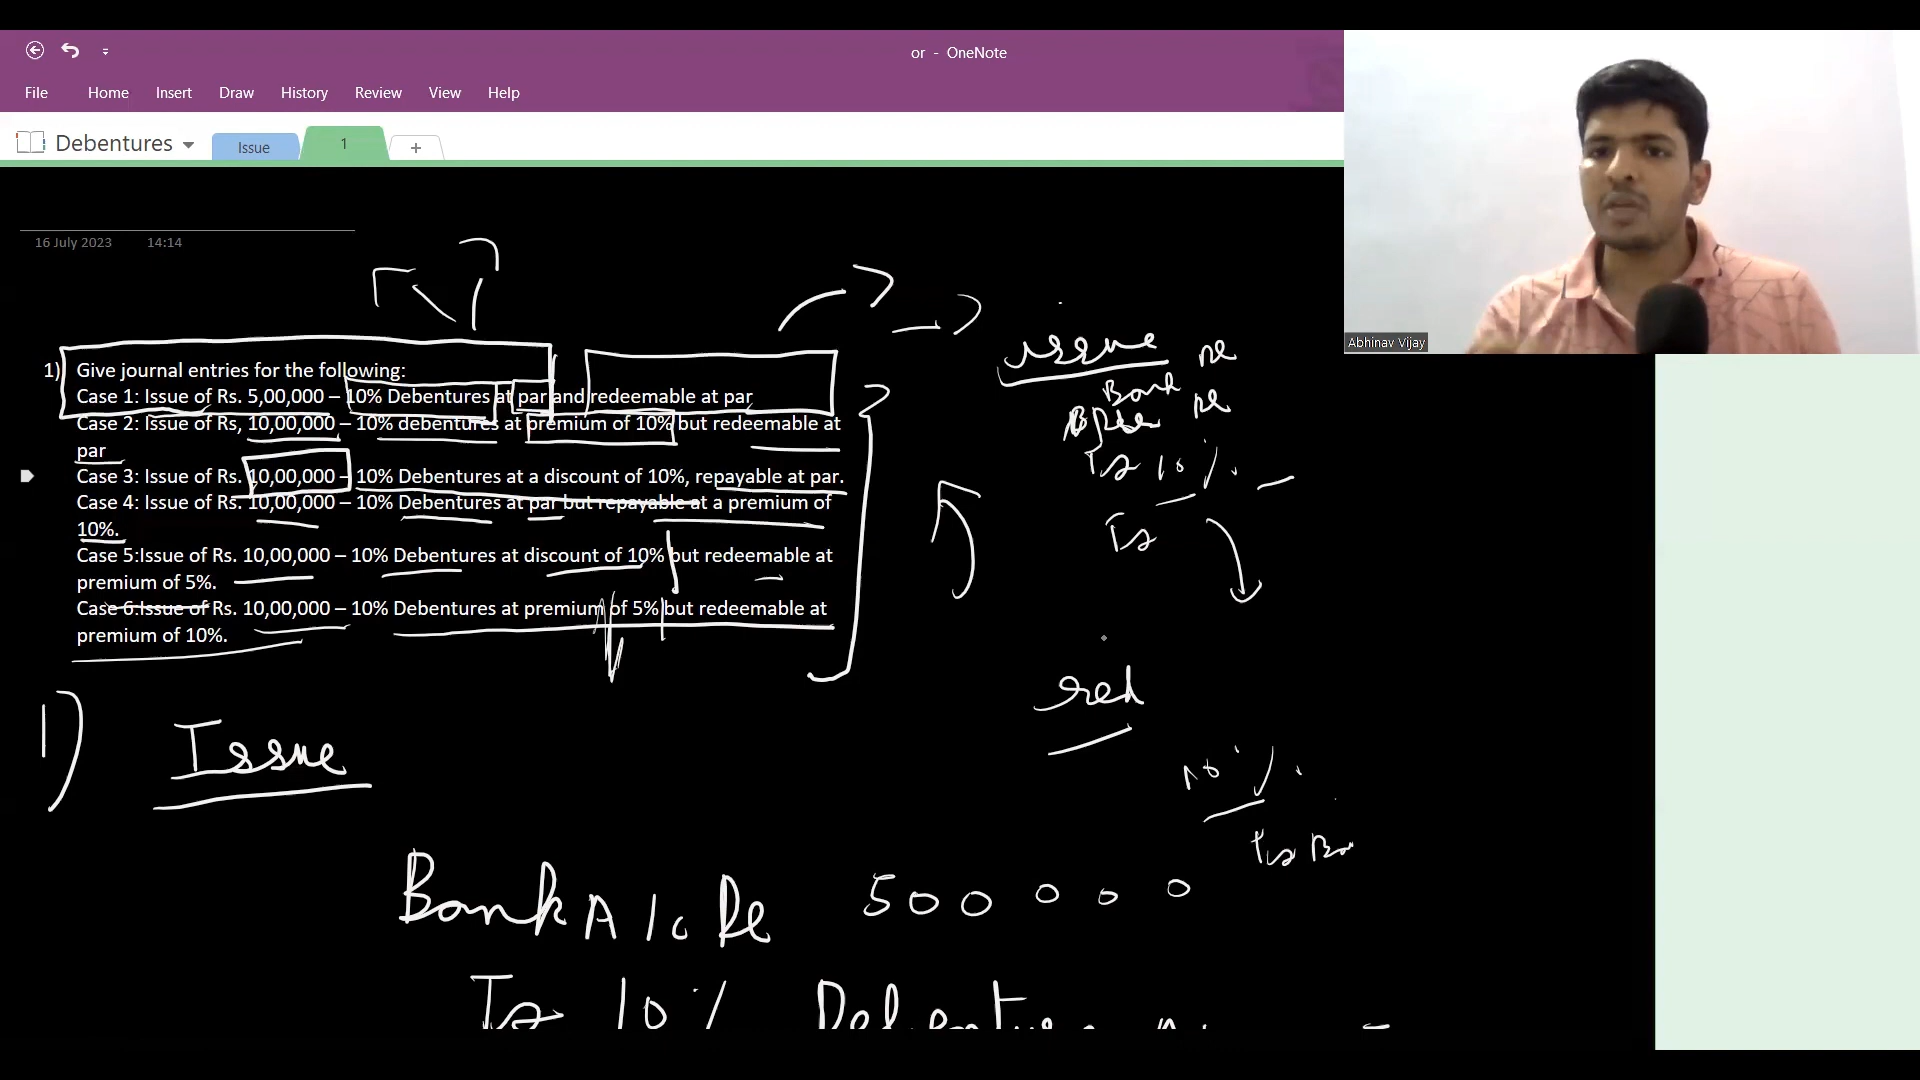 or - OneNote
File Home Insert Draw History Review View Help
Debentures Issue 1 +
16 July 2023 14:14
1) Give journal entries for the following:
Case 1: Issue of Rs. 5,00,000 – 10% Debentures at par and redeemable at par
Case 2: Issue of Rs, 10,00,000 – 10% debentures at premium of 10% but redeemable at
par
Case 3: Issue of Rs. 10,00,000 – 10% Debentures at a discount of 10%, repayable at par.
Case 4: Issue of Rs. 10,00,000 – 10% Debentures at par but repayable at a premium of
10%.
Case 5:Issue of Rs. 10,00,000 – 10% Debentures at discount of 10% but redeemable at
premium of 5%.
Case 6:Issue of Rs. 10,00,000 – 10% Debentures at premium of 5% but redeemable at
premium of 10%.
Abhinav Vijay
issue
Bank
To 10%
To
red
10%
To
1) Issue
Bank A/c Dr 500000
To 10%